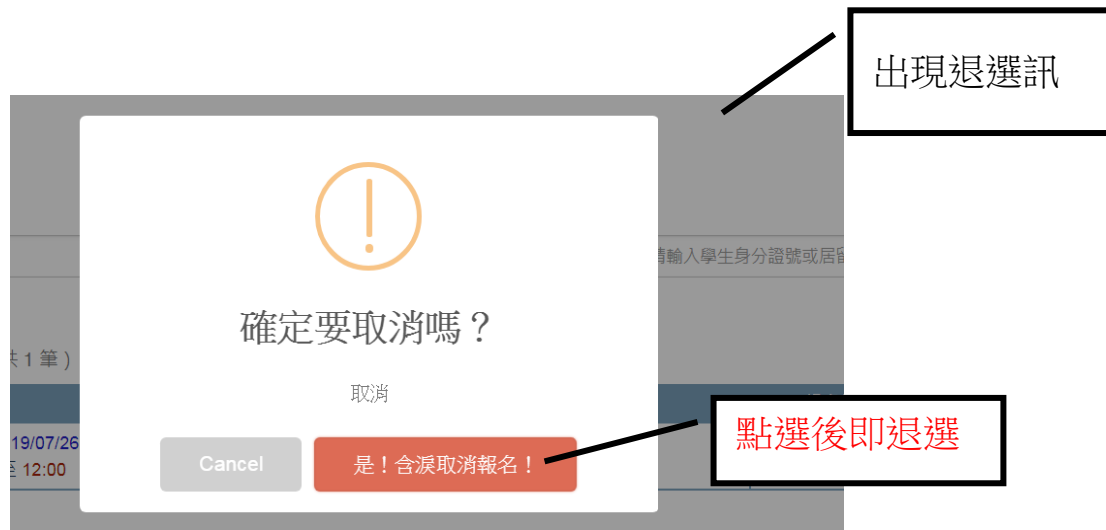 出現退選訊
請輸入學生身分證號或居留
確定要取消嗎？
共 1 筆）
取消
點選後即退選
19/07/26
至 12:00
Cancel
是！含淚取消報名！